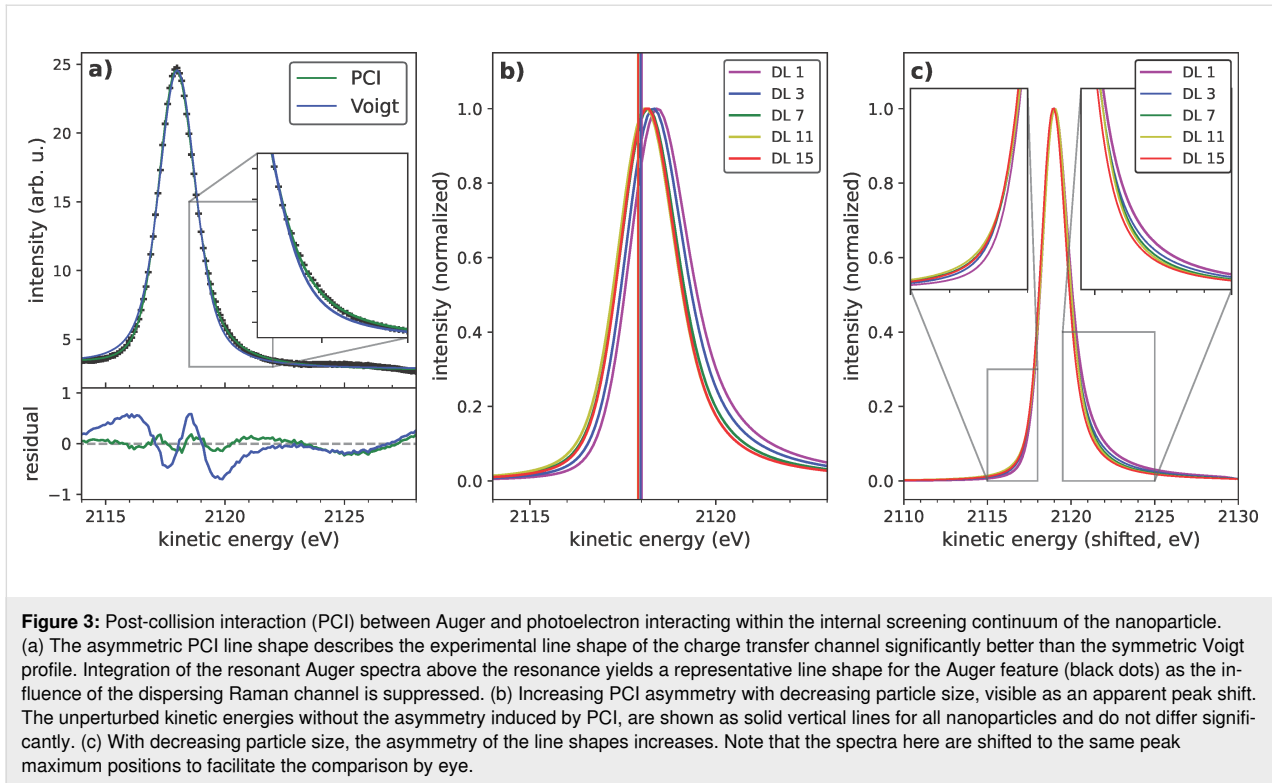 a)
PCI
Voigt
25
20
15
10
5
intensity (arb. u.)
1
0
−1
residual
2115
2120
2125
kinetic energy (eV)
b)
DL 1
DL 3
DL 7
DL 11
DL 15
1.0
0.8
0.6
0.4
0.2
0.0
intensity (normalized)
2115
2120
kinetic energy (eV)
c)
DL 1
DL 3
DL 7
DL 11
DL 15
1.0
0.8
0.6
0.4
0.2
0.0
intensity (normalized)
2110
2115
2120
2125
2130
kinetic energy (shifted, eV)
Figure 3: Post-collision interaction (PCI) between Auger and photoelectron interacting within the internal screening continuum of the nanoparticle.
(a) The asymmetric PCI line shape describes the experimental line shape of the charge transfer channel significantly better than the symmetric Voigt
profile. Integration of the resonant Auger spectra above the resonance yields a representative line shape for the Auger feature (black dots) as the in-
fluence of the dispersing Raman channel is suppressed. (b) Increasing PCI asymmetry with decreasing particle size, visible as an apparent peak shift.
The unperturbed kinetic energies without the asymmetry induced by PCI, are shown as solid vertical lines for all nanoparticles and do not differ signifi-
cantly. (c) With decreasing particle size, the asymmetry of the line shapes increases. Note that the spectra here are shifted to the same peak
maximum positions to facilitate the comparison by eye.